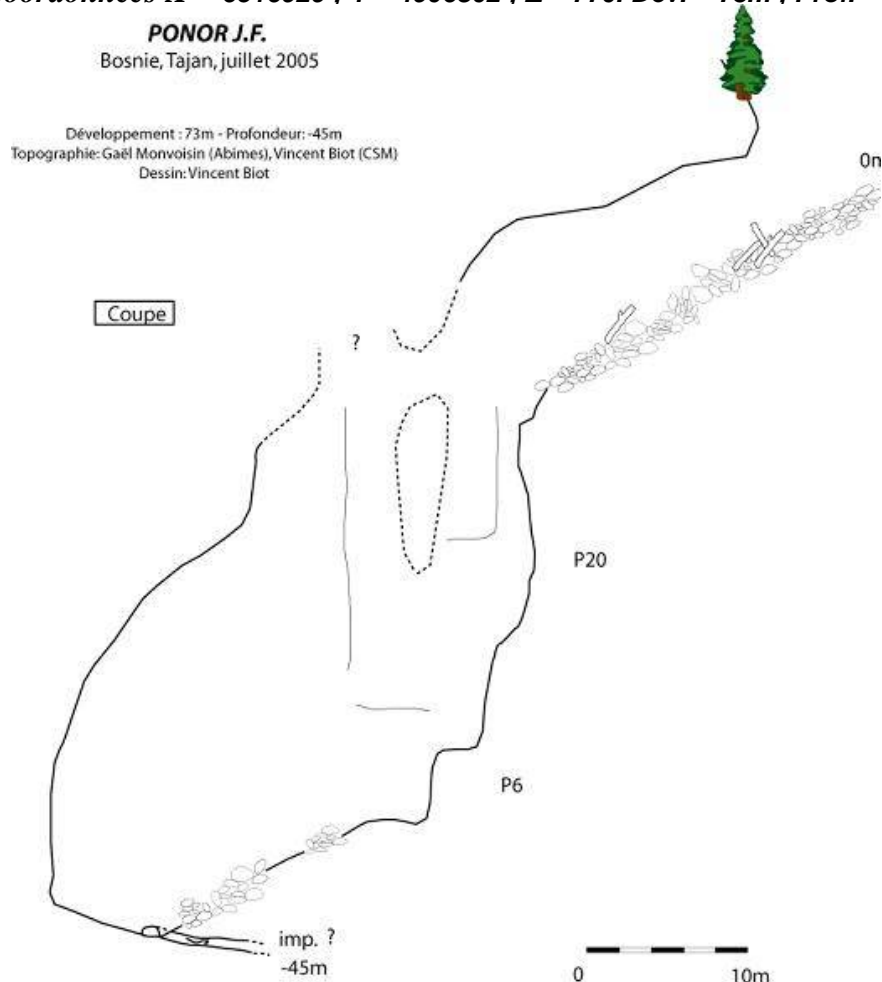 PONOR J.F.
Bosnie, Tajan, juillet 2005
Développement : 73m - Profondeur: -45m
Topographie: Gaël Monvoisin (Abimes), Vincent Biot (CSM)
Dessin: Vincent Biot
0m
Coupe
?
P20
P6
imp. ?
-45m
0 10m